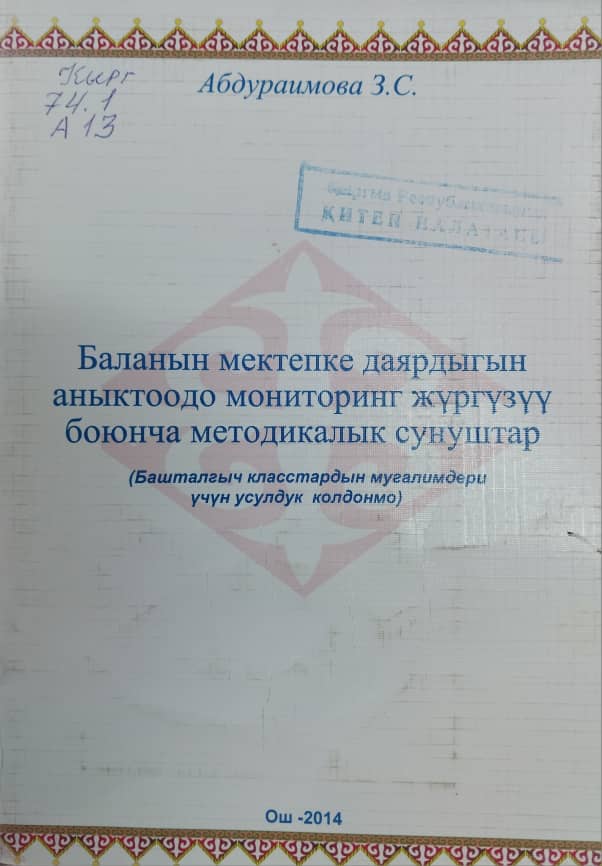 Кырг
74.1
А 13
Абдураимова З.С.
КИТЕП ПАЛАТАСЫ
Баланын мектепке даярдыгын
аныктоодо мониторинг жүргүзүү
боюнча методикалык сунуштар
(Башталгыч класстардын мугалимдери
үчүн усулдук колдонмо)
Ош -2014